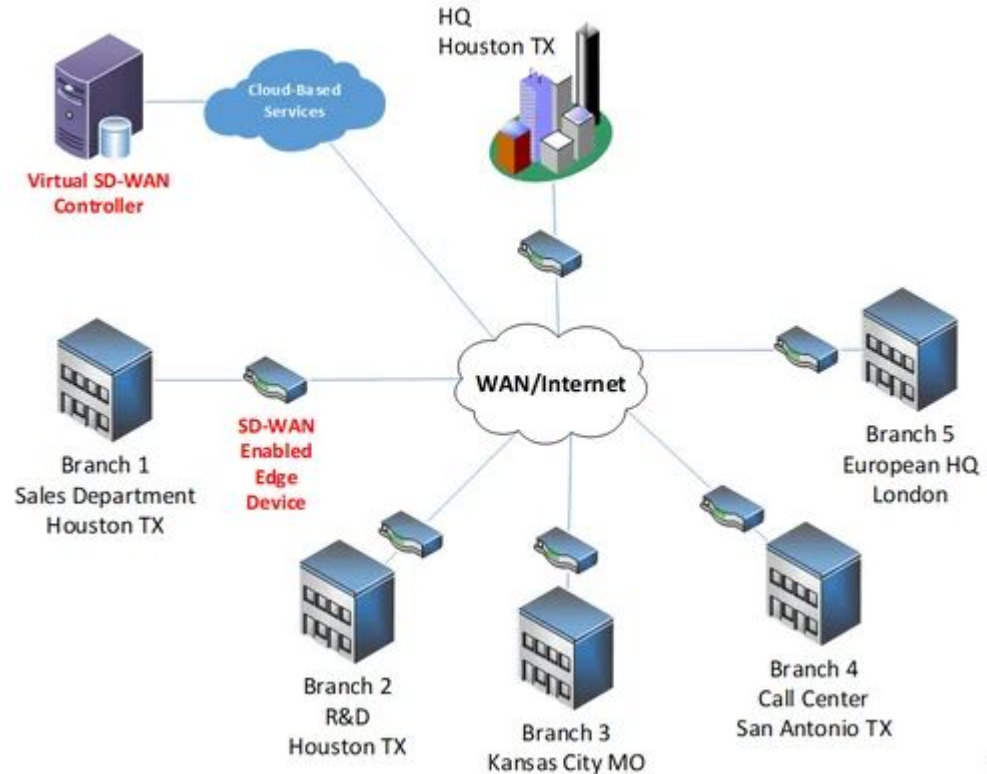 HQ
Houston TX
Cloud-Based
Services
Virtual SD-WAN
Controller
WAN/Internet
SD-WAN
Enabled
Edge
Device
Branch 1
Sales Department
Houston TX
Branch 5
European HQ
London
Branch 2
R&D
Houston TX
Branch 3
Kansas City MO
Branch 4
Call Center
San Antonio TX